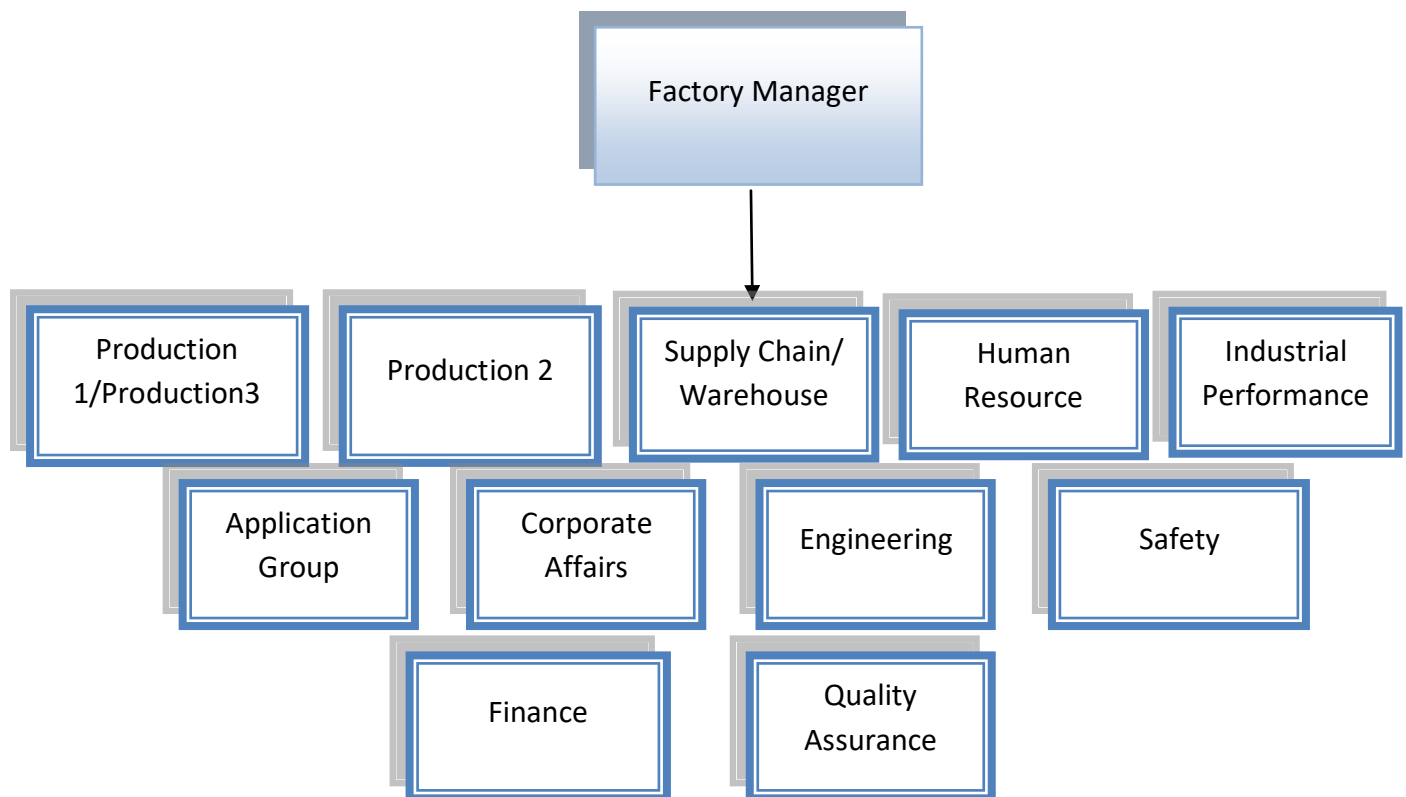 Factory Manager
Production
1/Production3
Production 2
Supply Chain/
Warehouse
Human
Resource
Industrial
Performance
Application
Group
Corporate
Affairs
Engineering
Safety
Finance
Quality
Assurance